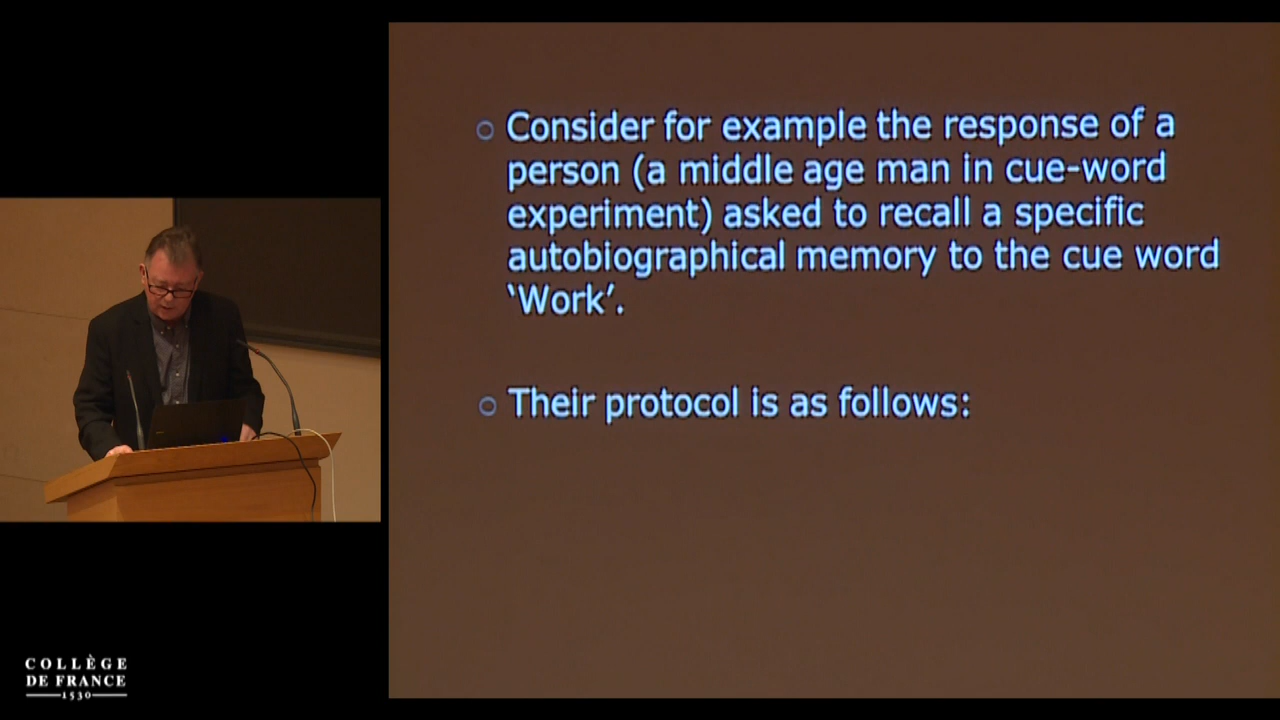 Consider for example the response of a
person (a middle age man in cue-word
experiment) asked to recall a specific
autobiographical memory to the cue word
‘Work’.
Their protocol is as follows:
COLLÈGE
DE FRANCE
1530